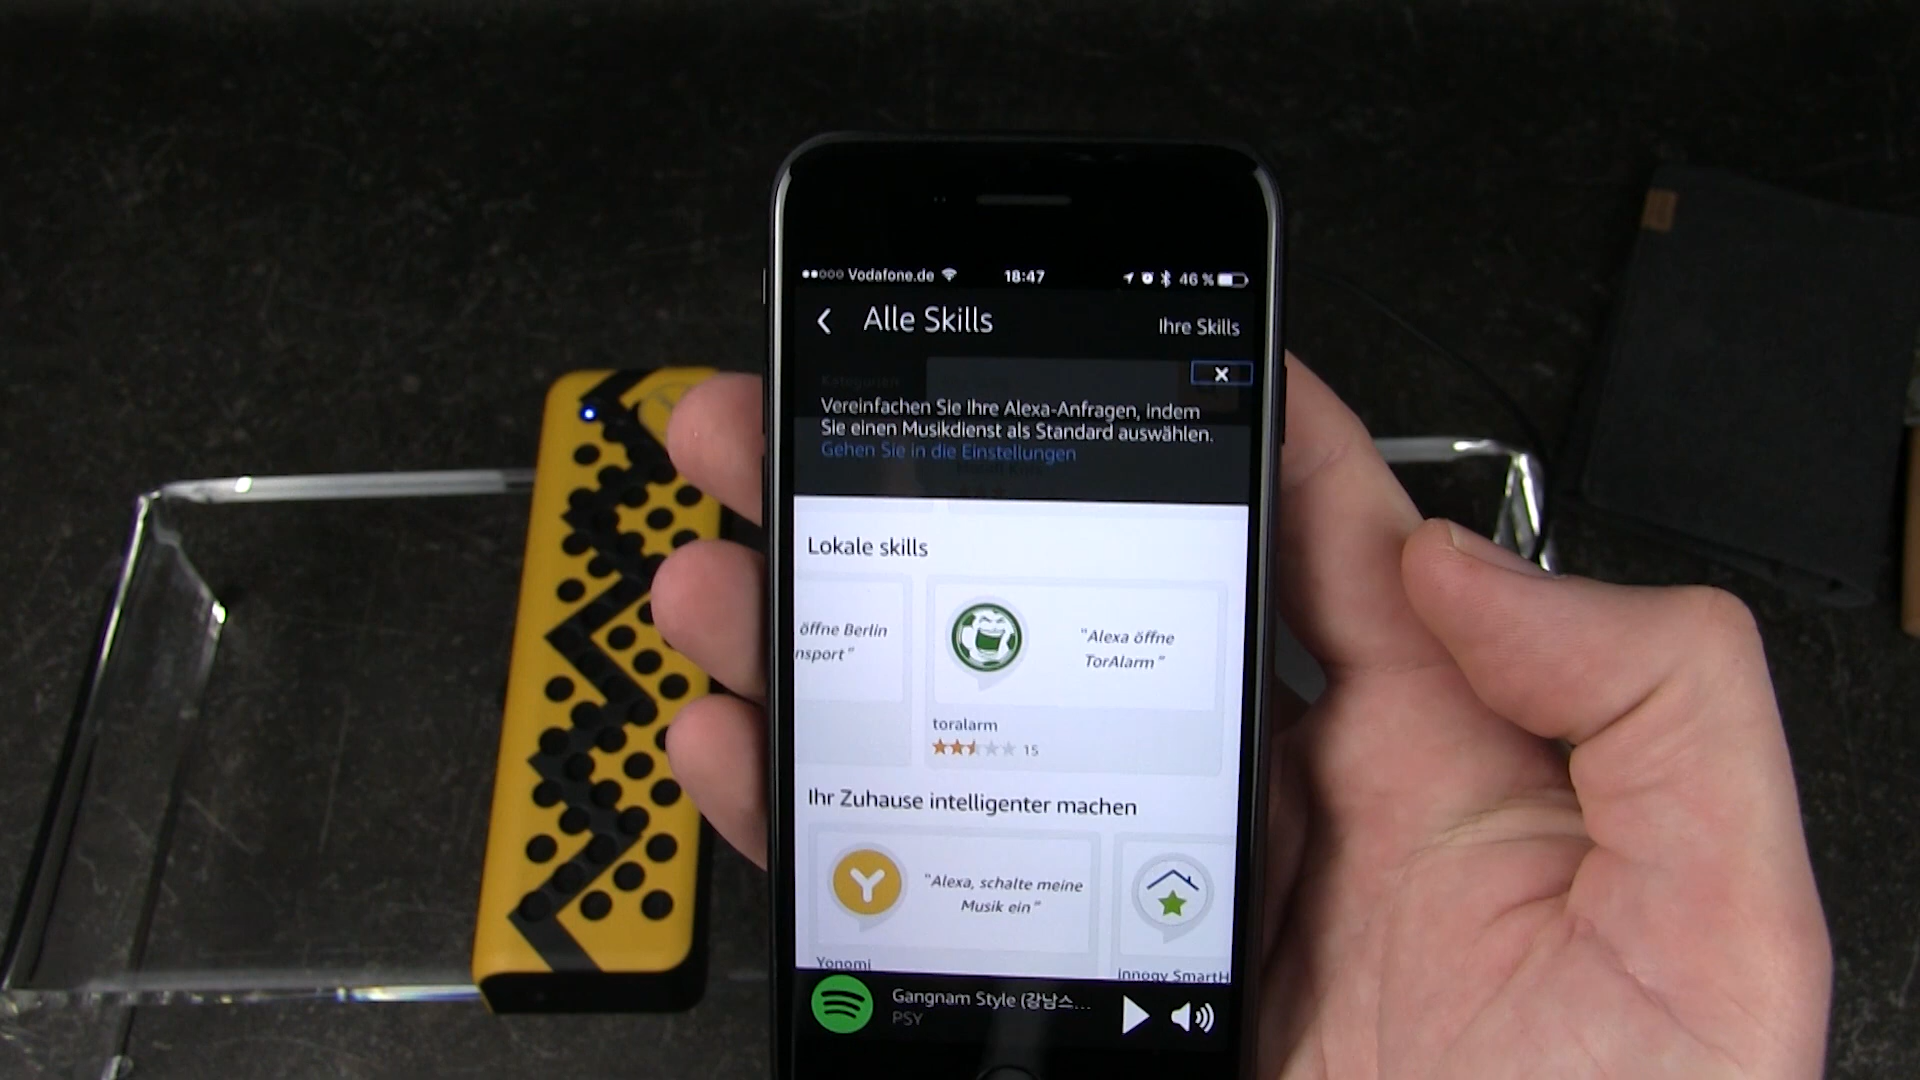 Vodafone.de 18:47 46 %
Alle Skills
Ihre Skills
Vereinfachen Sie Ihre Alexa-Anfragen, indem
Sie einen Musikdienst als Standard auswählen.
Gehen Sie in die Einstellungen
Lokale skills
öffne Berlin
nsport"
"Alexa öffne
TorAlarm"
toralarm
15
Ihr Zuhause intelligenter machen
"Alexa, schalte meine
Musik ein"
Yonomi
innogy SmartH
Gangnam Style (강남스...
PSY